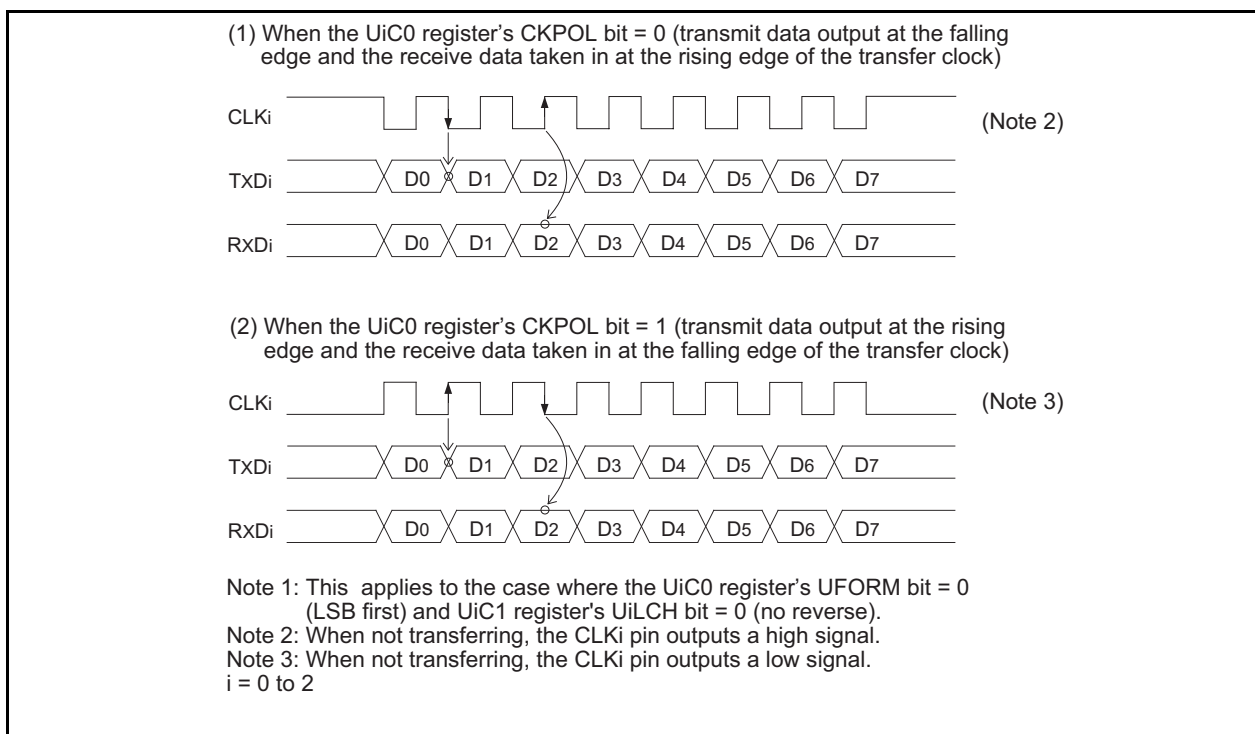 (1) When the UiC0 register's CKPOL bit = 0 (transmit data output at the falling
edge and the receive data taken in at the rising edge of the transfer clock)
CLKi
(Note 2)
TXDi
D0 D1 D2 D3 D4 D5 D6 D7
RXDi
D0 D1 D2 D3 D4 D5 D6 D7
(2) When the UiC0 register's CKPOL bit = 1 (transmit data output at the rising
edge and the receive data taken in at the falling edge of the transfer clock)
CLKi
(Note 3)
TXDi
D0 D1 D2 D3 D4 D5 D6 D7
RXDi
D0 D1 D2 D3 D4 D5 D6 D7
Note 1: This applies to the case where the UiC0 register's UFORM bit = 0
(LSB first) and UiC1 register's UiLCH bit = 0 (no reverse).
Note 2: When not transferring, the CLKi pin outputs a high signal.
Note 3: When not transferring, the CLKi pin outputs a low signal.
i = 0 to 2